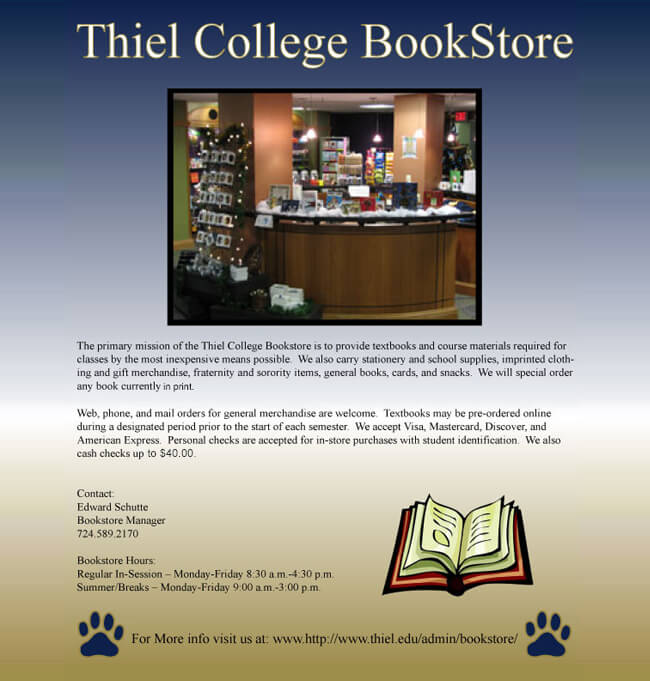 Thiel College BookStore
The primary mission of the Thiel College Bookstore is to provide textbooks and course materials required for
classes by the most inexpensive means possible.  We also carry stationery and school supplies, imprinted cloth-
ing and gift merchandise, fraternity and sorority items, general books, cards, and snacks.  We will special order
any book currently in print.
Web, phone, and mail orders for general merchandise are welcome.  Textbooks may be pre-ordered online
during a designated period prior to the start of each semester.  We accept Visa, Mastercard, Discover, and
American Express.  Personal checks are accepted for in-store purchases with student identification.  We also
cash checks up to $40.00.
Contact:
Edward Schutte
Bookstore Manager
724.589.2170
Bookstore Hours:
Regular In-Session – Monday-Friday 8:30 a.m.-4:30 p.m.
Summer/Breaks – Monday-Friday 9:00 a.m.-3:00 p.m.
For More info visit us at: www.http://www.thiel.edu/admin/bookstore/